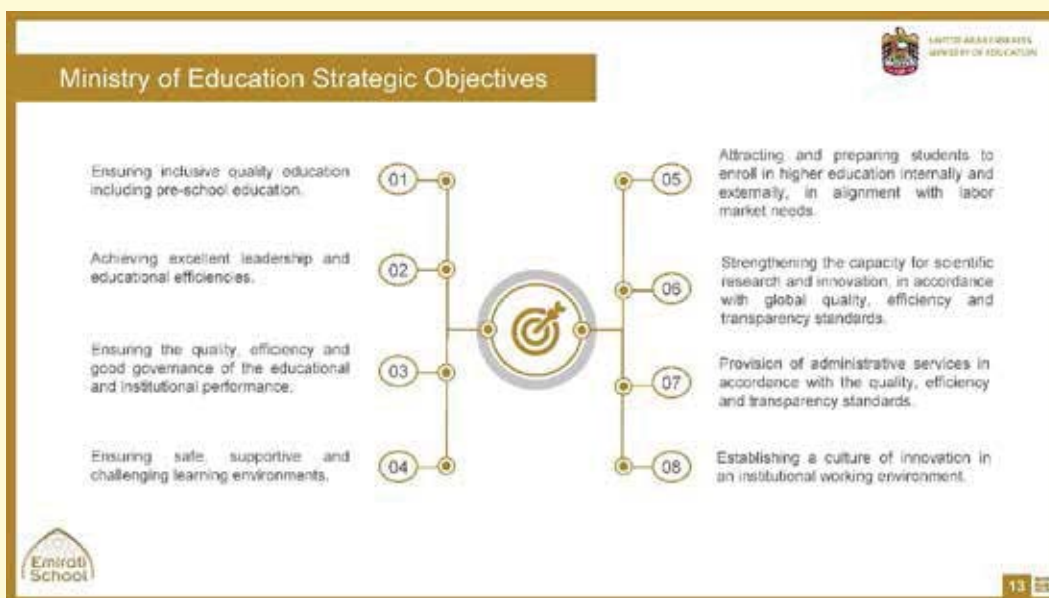 UNITED ARAB EMIRATES
MINISTRY OF EDUCATION
Ministry of Education Strategic Objectives
Ensuring inclusive quality education
including pre-school education.
01
Achieving excellent leadership and
educational efficiencies.
02
Ensuring the quality, efficiency and
good governance of the educational
and institutional performance.
03
Ensuring safe, supportive and
challenging learning environments.
04
05
Attracting and preparing students to
enroll in higher education internally and
externally, in alignment with labor
market needs.
06
Strengthening the capacity for scientific
research and innovation, in accordance
with global quality, efficiency and
transparency standards.
07
Provision of administrative services in
accordance with the quality, efficiency
and transparency standards.
08
Establishing a culture of innovation in
an institutional working environment.
Emirati
School
13